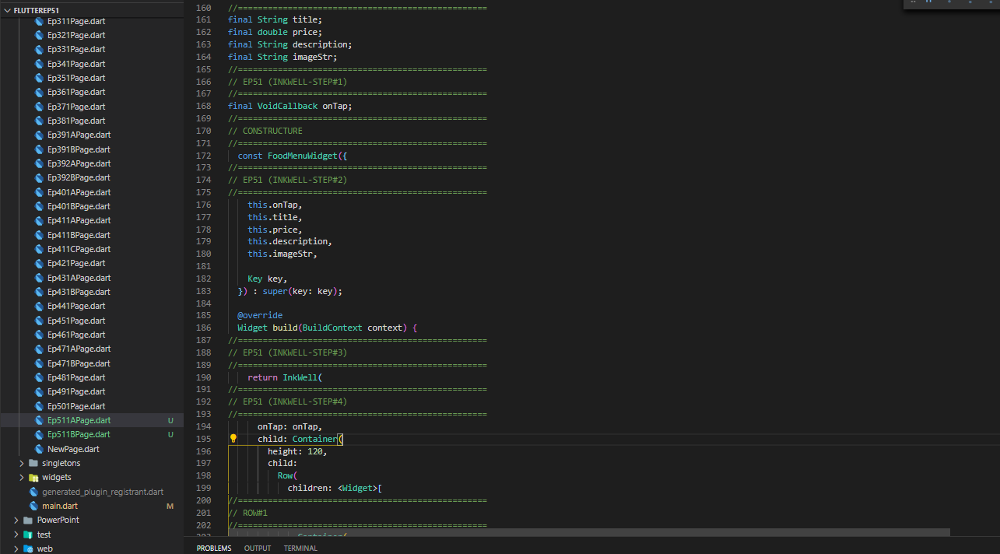 FLUTTEREPS1
Ep311Page.dart
Ep321Page.dart
Ep331Page.dart
Ep341Page.dart
Ep351Page.dart
Ep361Page.dart
Ep371Page.dart
Ep381Page.dart
Ep391APage.dart
Ep391BPage.dart
Ep392APage.dart
Ep392BPage.dart
Ep401APage.dart
Ep401BPage.dart
Ep411APage.dart
Ep411BPage.dart
Ep411CPage.dart
Ep421Page.dart
Ep431APage.dart
Ep431BPage.dart
Ep441Page.dart
Ep451Page.dart
Ep461Page.dart
Ep471APage.dart
Ep471BPage.dart
Ep481Page.dart
Ep491Page.dart
Ep501Page.dart
Ep511APage.dart U
Ep511BPage.dart U
NewPage.dart
singletons
widgets
generated_plugin_registrant.dart
main.dart M
PowerPoint
test
web
160 //==================================================
161 final String title;
162 final double price;
163 final String description;
164 final String imageStr;
165 //==================================================
166 // EP51 (INKWELL-STEP#1)
167 //==================================================
168 final VoidCallback onTap;
169 //==================================================
170 // CONSTRUCTURE
171 //==================================================
172 const FoodMenuWidget({
173 //==================================================
174 // EP51 (INKWELL-STEP#2)
175 //==================================================
176 this.onTap,
177 this.title,
178 this.price,
179 this.description,
180 this.imageStr,
181
182 Key key,
183 }) : super(key: key);
184
185 @override
186 Widget build(BuildContext context) {
187 //==================================================
188 // EP51 (INKWELL-STEP#3)
189 //==================================================
190 return InkWell(
191 //==================================================
192 // EP51 (INKWELL-STEP#4)
193 //==================================================
194 onTap: onTap,
195 child: Container(
196 height: 120,
197 child:
198 Row(
199 children: <Widget>[
200 //==================================================
201 // ROW#1
202 //==================================================
203 Container(
PROBLEMS OUTPUT TERMINAL